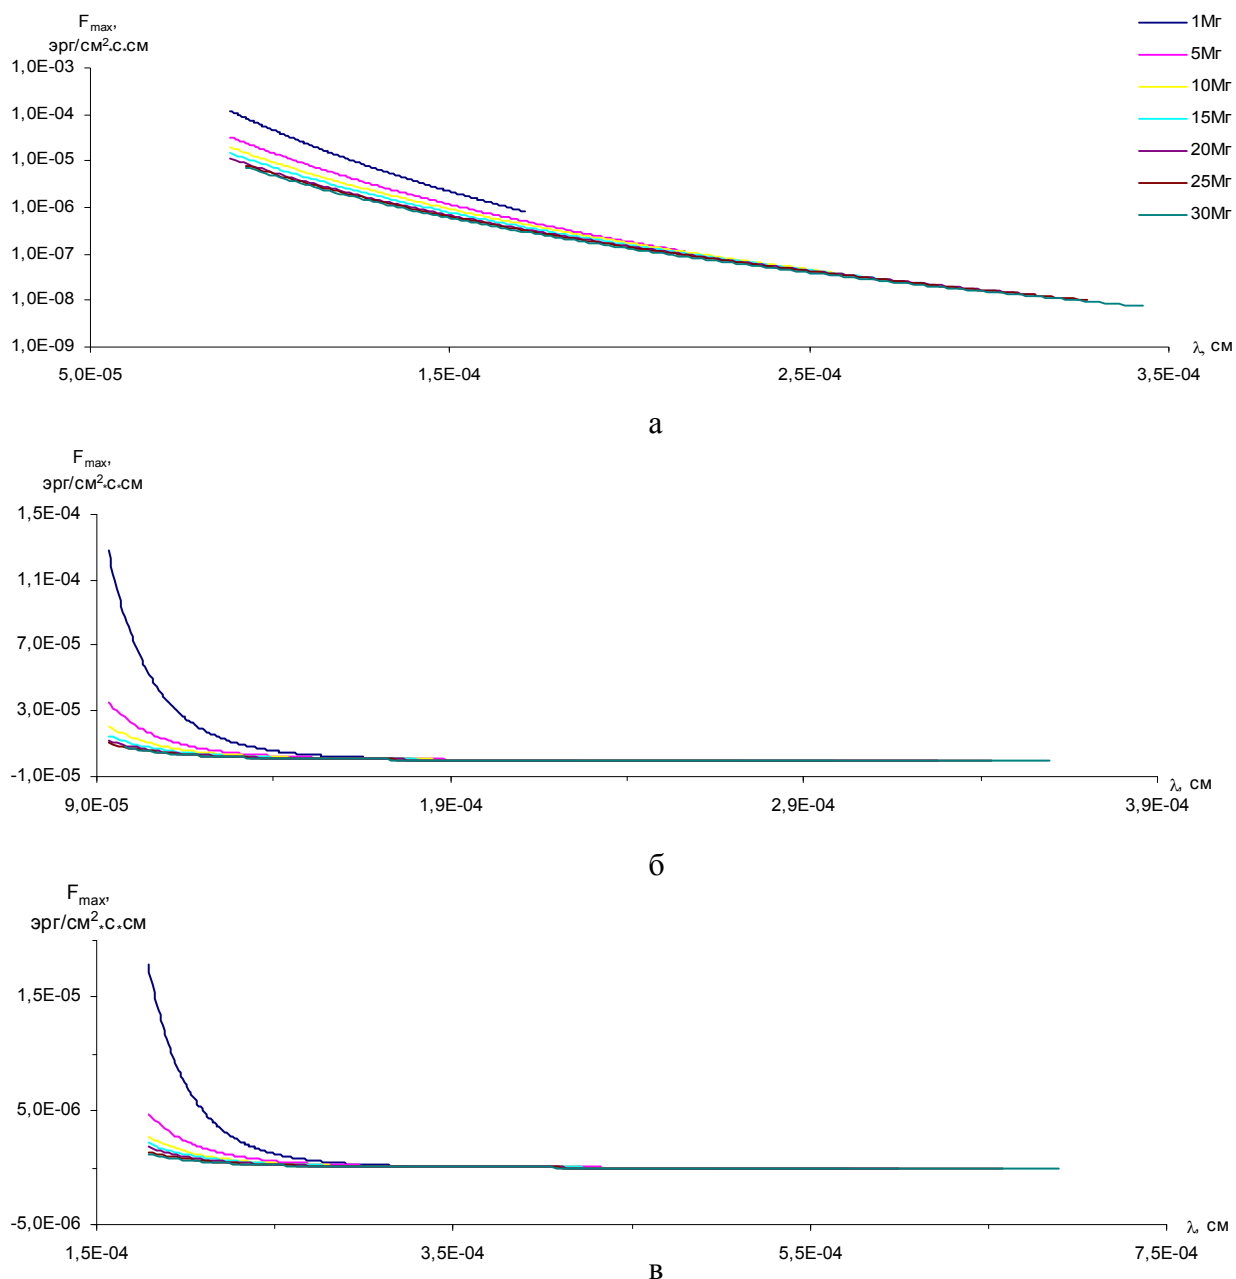 F_max,
эрг/см²*с*см
1,0E-03
1,0E-04
1,0E-05
1,0E-06
1,0E-07
1,0E-08
1,0E-09
5,0E-05 1,5E-04 2,5E-04 3,5E-04
λ, см
1Мг
5Мг
10Мг
15Мг
20Мг
25Мг
30Мг
а
F_max,
эрг/см²*с*см
1,5E-04
1,1E-04
7,0E-05
3,0E-05
-1,0E-05
9,0E-05 1,9E-04 2,9E-04 3,9E-04
λ, см
б
F_max,
эрг/см²*с*см
1,5E-05
5,0E-06
-5,0E-06
1,5E-04 3,5E-04 5,5E-04 7,5E-04
λ, см
в